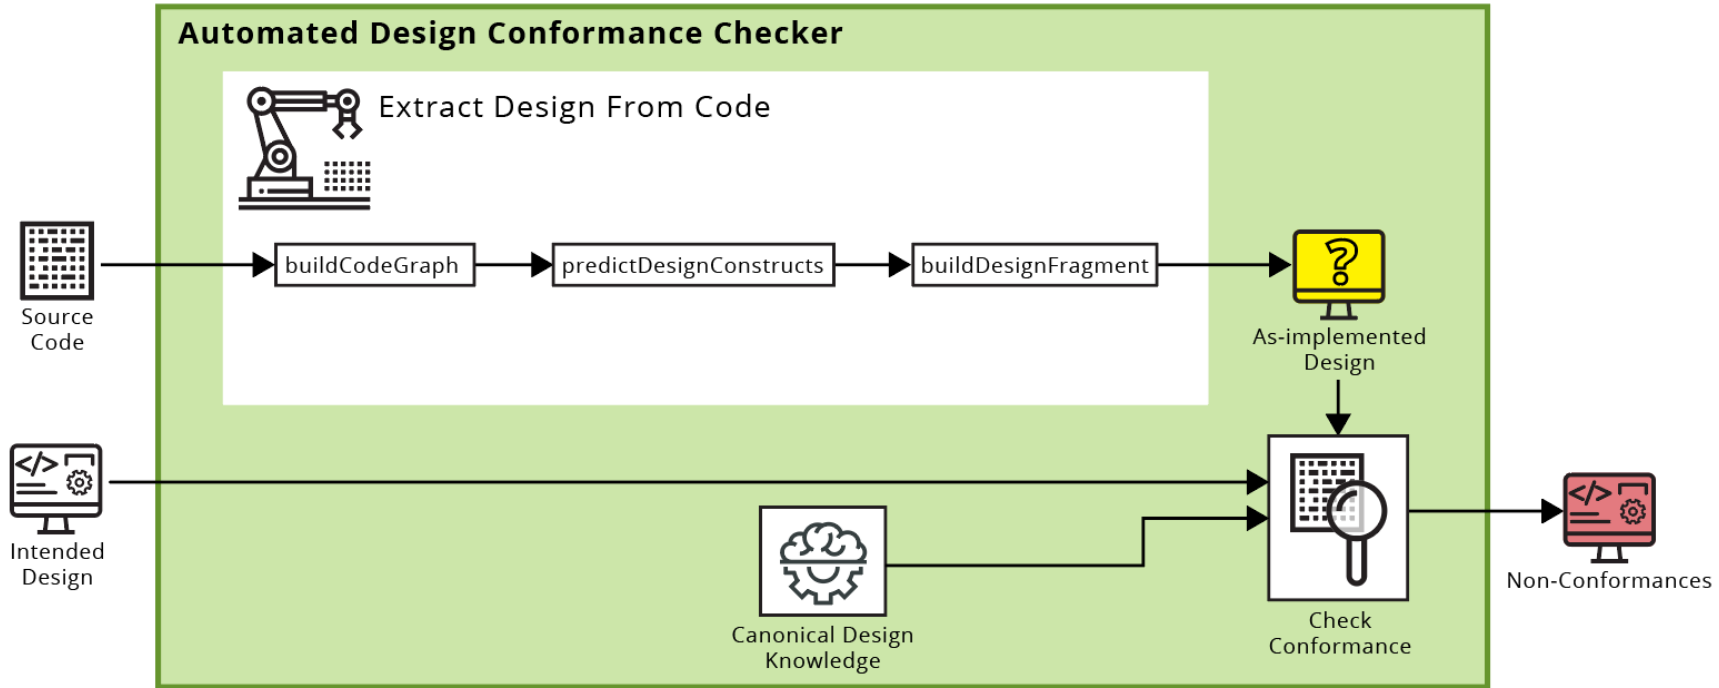 Automated Design Conformance Checker
Extract Design From Code
buildCodeGraph
predictDesignConstructs
buildDesignFragment
Source
Code
?
As-implemented
Design
</>
Intended
Design
Canonical Design
Knowledge
Check
Conformance
</>
Non-Conformances